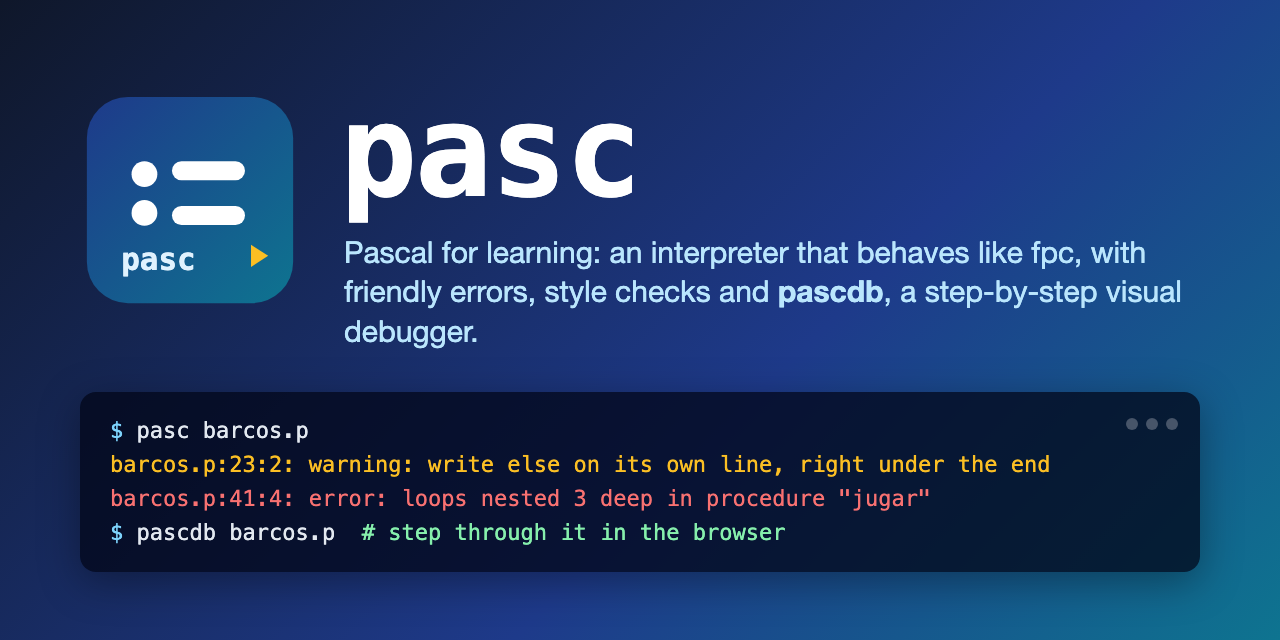 pasc
pasc
Pascal for learning: an interpreter that behaves like fpc, with
friendly errors, style checks and pascdb, a step-by-step visual
debugger.
$ pasc barcos.p
barcos.p:23:2: warning: write else on its own line, right under the end
barcos.p:41:4: error: loops nested 3 deep in procedure "jugar"
$ pascdb barcos.p  # step through it in the browser